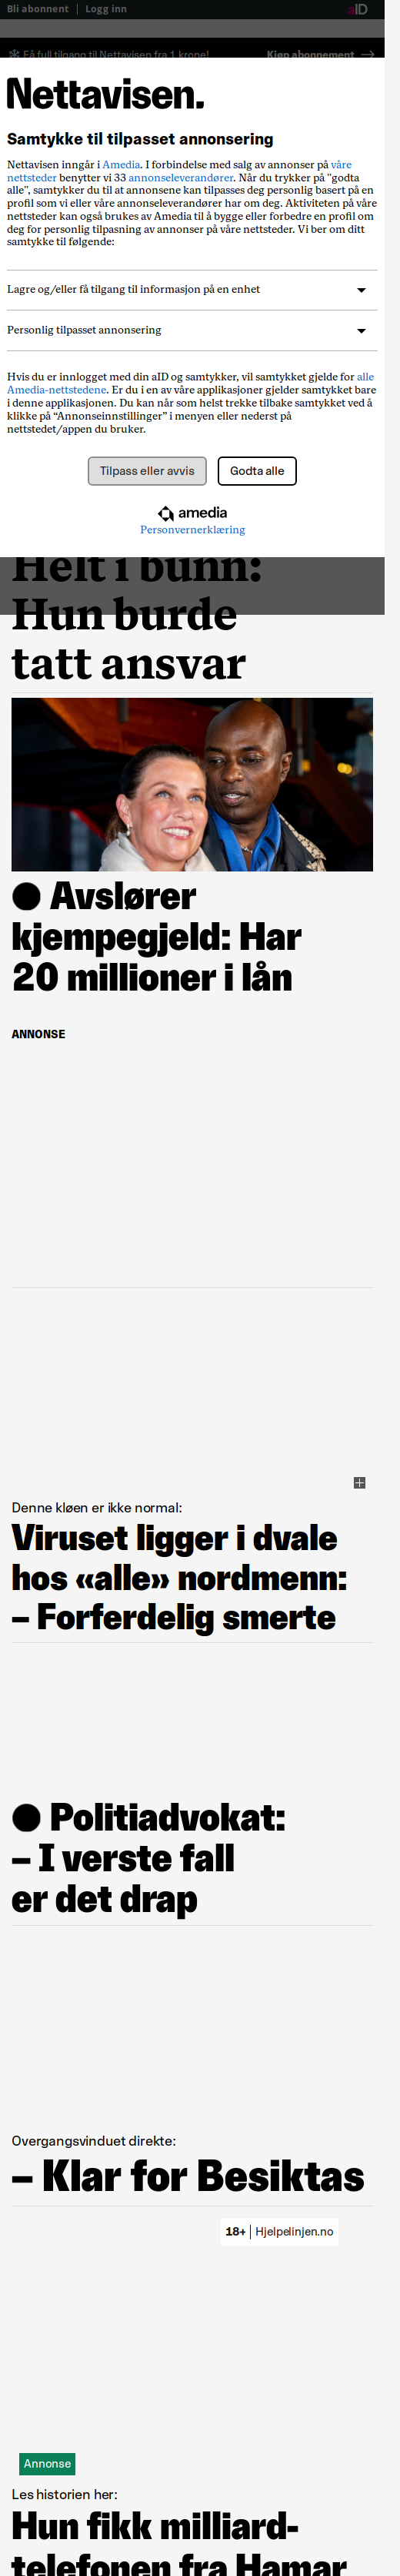 Bli abonnent | Logg inn
aID
Få full tilgang til Nettavisen fra 1 krone!
Kjøp abonnement
Nettavisen.
Samtykke til tilpasset annonsering
Nettavisen inngår i Amedia. I forbindelse med salg av annonser på våre
nettsteder benytter vi 33 annonseleverandører. Når du trykker på "godta
alle", samtykker du til at annonsene kan tilpasses deg personlig basert på en
profil som vi eller våre annonseleverandører har om deg. Aktiviteten på våre
nettsteder kan også brukes av Amedia til å bygge eller forbedre en profil om
deg for personlig tilpasning av annonser på våre nettsteder. Vi ber om ditt
samtykke til følgende:
Lagre og/eller få tilgang til informasjon på en enhet
Personlig tilpasset annonsering
Hvis du er innlogget med din aID og samtykker, vil samtykket gjelde for alle
Amedia-nettstedene. Er du i en av våre applikasjoner gjelder samtykket bare
i denne applikasjonen. Du kan når som helst trekke tilbake samtykket ved å
klikke på “Annonseinnstillinger” i menyen eller nederst på
nettstedet/appen du bruker.
Tilpass eller avvis
Godta alle
amedia
Personvernerklæring
Helt i bunn:
Hun burde
tatt ansvar
Avslører
kjempegjeld: Har
20 millioner i lån
ANNONSE
Denne kløen er ikke normal:
Viruset ligger i dvale
hos «alle» nordmenn:
– Forferdelig smerte
Politiadvokat:
– I verste fall
er det drap
Overgangsvinduet direkte:
– Klar for Besiktas
18+ | Hjelpelinjen.no
Annonse
Les historien her:
Hun fikk milliard-
telefonen fra Hamar